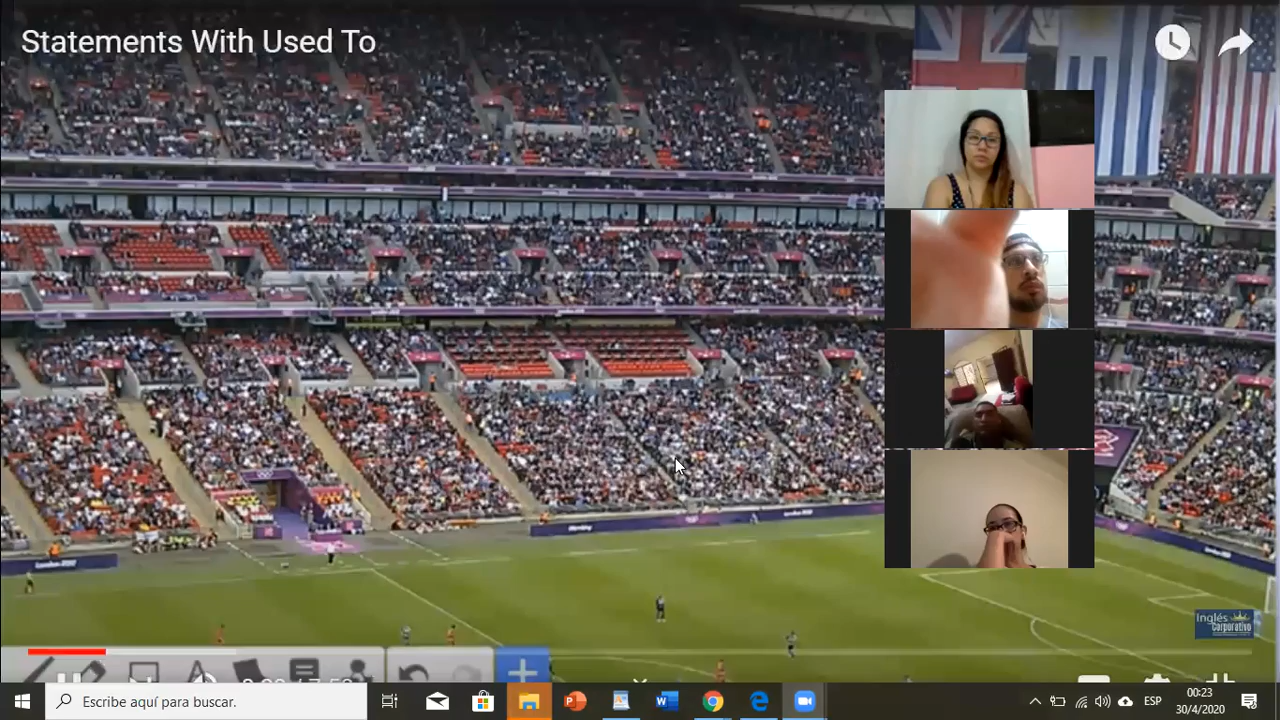 Statements With Used To
Inglés
Corporativo
Escribe aquí para buscar.
ESP
00:23
30/4/2020